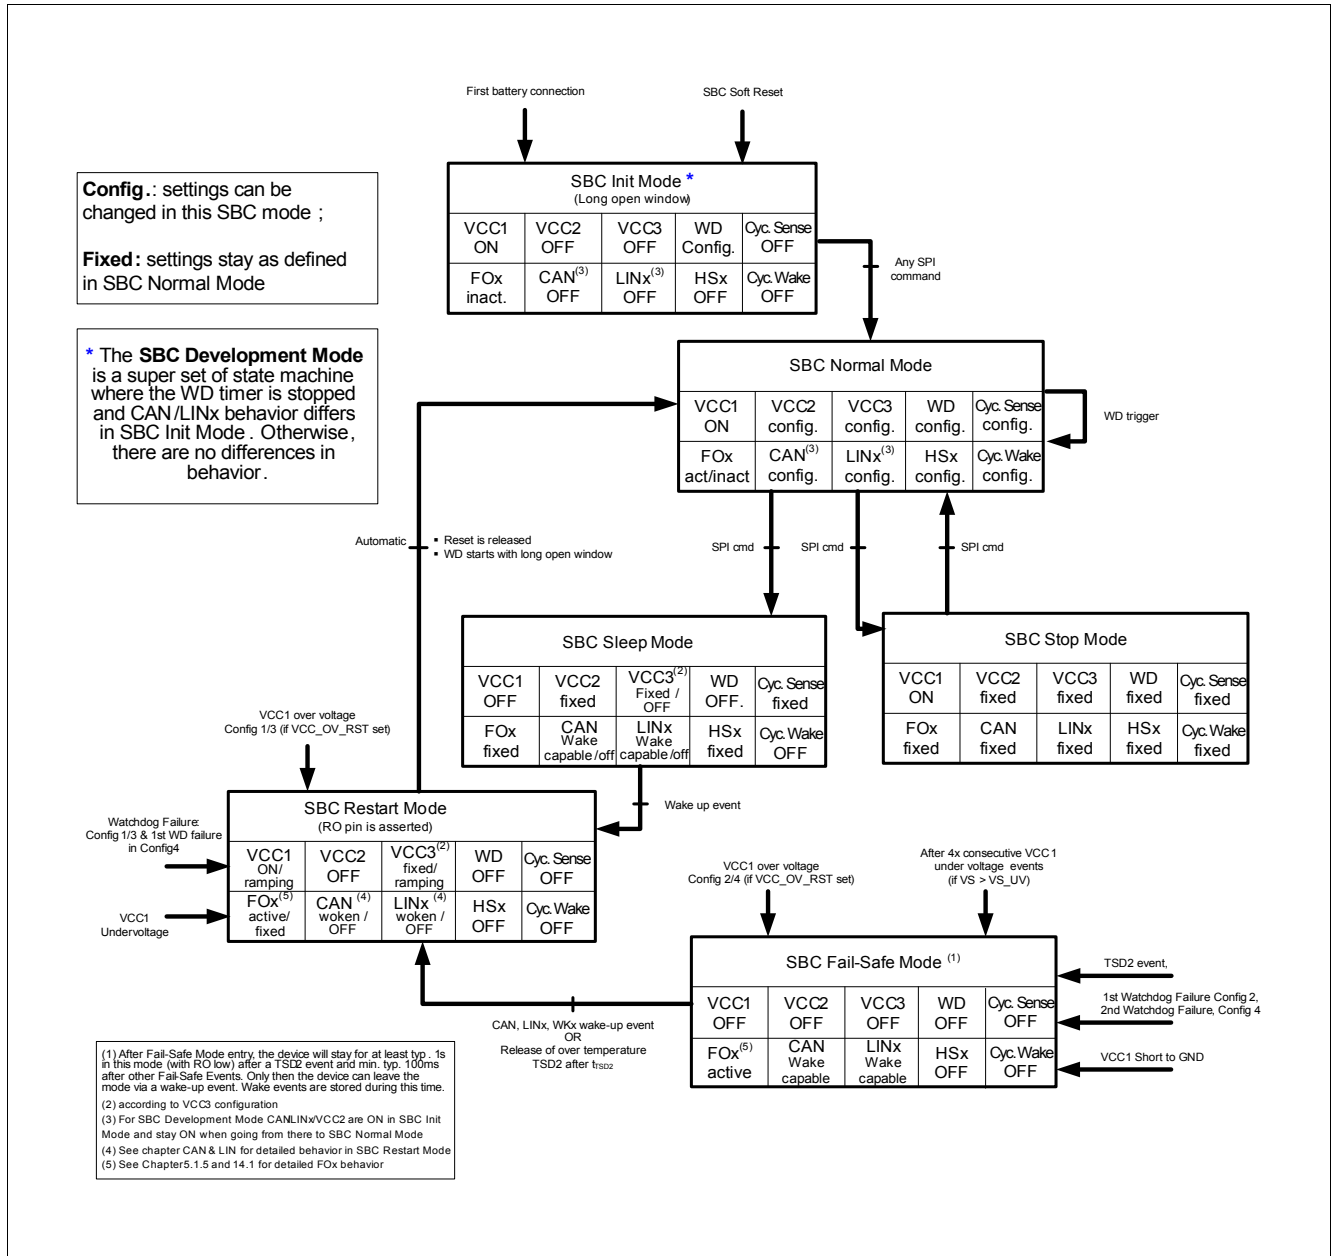 First battery connection
SBC Soft Reset
Config.: settings can be
changed in this SBC mode ;
Fixed: settings stay as defined
in SBC Normal Mode
* The SBC Development Mode
is a super set of state machine
where the WD timer is stopped
and CAN/LINx behavior differs
in SBC Init Mode . Otherwise,
there are no differences in
behavior.
SBC Init Mode *
(Long open window)
VCC1
ON
VCC2
OFF
VCC3
OFF
WD
Config.
Cyc. Sense
OFF
FOx
inact.
CAN(3)
OFF
LINx(3)
OFF
HSx
OFF
Cyc. Wake
OFF
Any SPI
command
SBC Normal Mode
VCC1
ON
VCC2
config.
VCC3
config.
WD
config.
Cyc. Sense
config.
FOx
act/inact
CAN(3)
config.
LINx(3)
config.
HSx
config.
Cyc. Wake
config.
WD trigger
Automatic
▪ Reset is released
▪ WD starts with long open window
SPI cmd
SPI cmd
SPI cmd
SBC Sleep Mode
VCC1
OFF
VCC2
fixed
VCC3(2)
Fixed /
OFF
WD
OFF.
Cyc. Sense
fixed
FOx
fixed
CAN
Wake
capable /off
LINx
Wake
capable /off
HSx
fixed
Cyc. Wake
OFF
SBC Stop Mode
VCC1
ON
VCC2
fixed
VCC3
fixed
WD
fixed
Cyc. Sense
fixed
FOx
fixed
CAN
fixed
LINx
fixed
HSx
fixed
Cyc. Wake
fixed
VCC1 over voltage
Config 1/3 (if VCC_OV_RST set)
Wake up event
Watchdog Failure:
Config 1/3 & 1st WD failure
in Config4
VCC1
Undervoltage
SBC Restart Mode
(RO pin is asserted)
VCC1
ON/
ramping
VCC2
OFF
VCC3(2)
fixed/
ramping
WD
OFF
Cyc. Sense
OFF
FOx(5)
active/
fixed
CAN (4)
woken /
OFF
LINx (4)
woken /
OFF
HSx
OFF
Cyc. Wake
OFF
VCC1 over voltage
Config 2/4 (if VCC_OV_RST set)
After 4x consecutive VCC1
under voltage events
(if VS > VS_UV)
SBC Fail-Safe Mode (1)
VCC1
OFF
VCC2
OFF
VCC3
OFF
WD
OFF
Cyc. Sense
OFF
FOx(5)
active
CAN
Wake
capable
LINx
Wake
capable
HSx
OFF
Cyc. Wake
OFF
TSD2 event,
1st Watchdog Failure Config 2,
2nd Watchdog Failure, Config 4
VCC1 Short to GND
CAN, LINx, WKx wake-up event
OR
Release of over temperature
TSD2 after tTSD2
(1) After Fail-Safe Mode entry, the device will stay for at least typ . 1s
in this mode (with RO low) after a TSD2 event and min. typ. 100ms
after other Fail-Safe Events. Only then the device can leave the
mode via a wake-up event. Wake events are stored during this time.
(2) according to VCC3 configuration
(3) For SBC Development Mode CAN/LINx/VCC2 are ON in SBC Init
Mode and stay ON when going from there to SBC Normal Mode
(4) See chapter CAN & LIN for detailed behavior in SBC Restart Mode
(5) See Chapter 5.1.5 and 14.1 for detailed FOx behavior